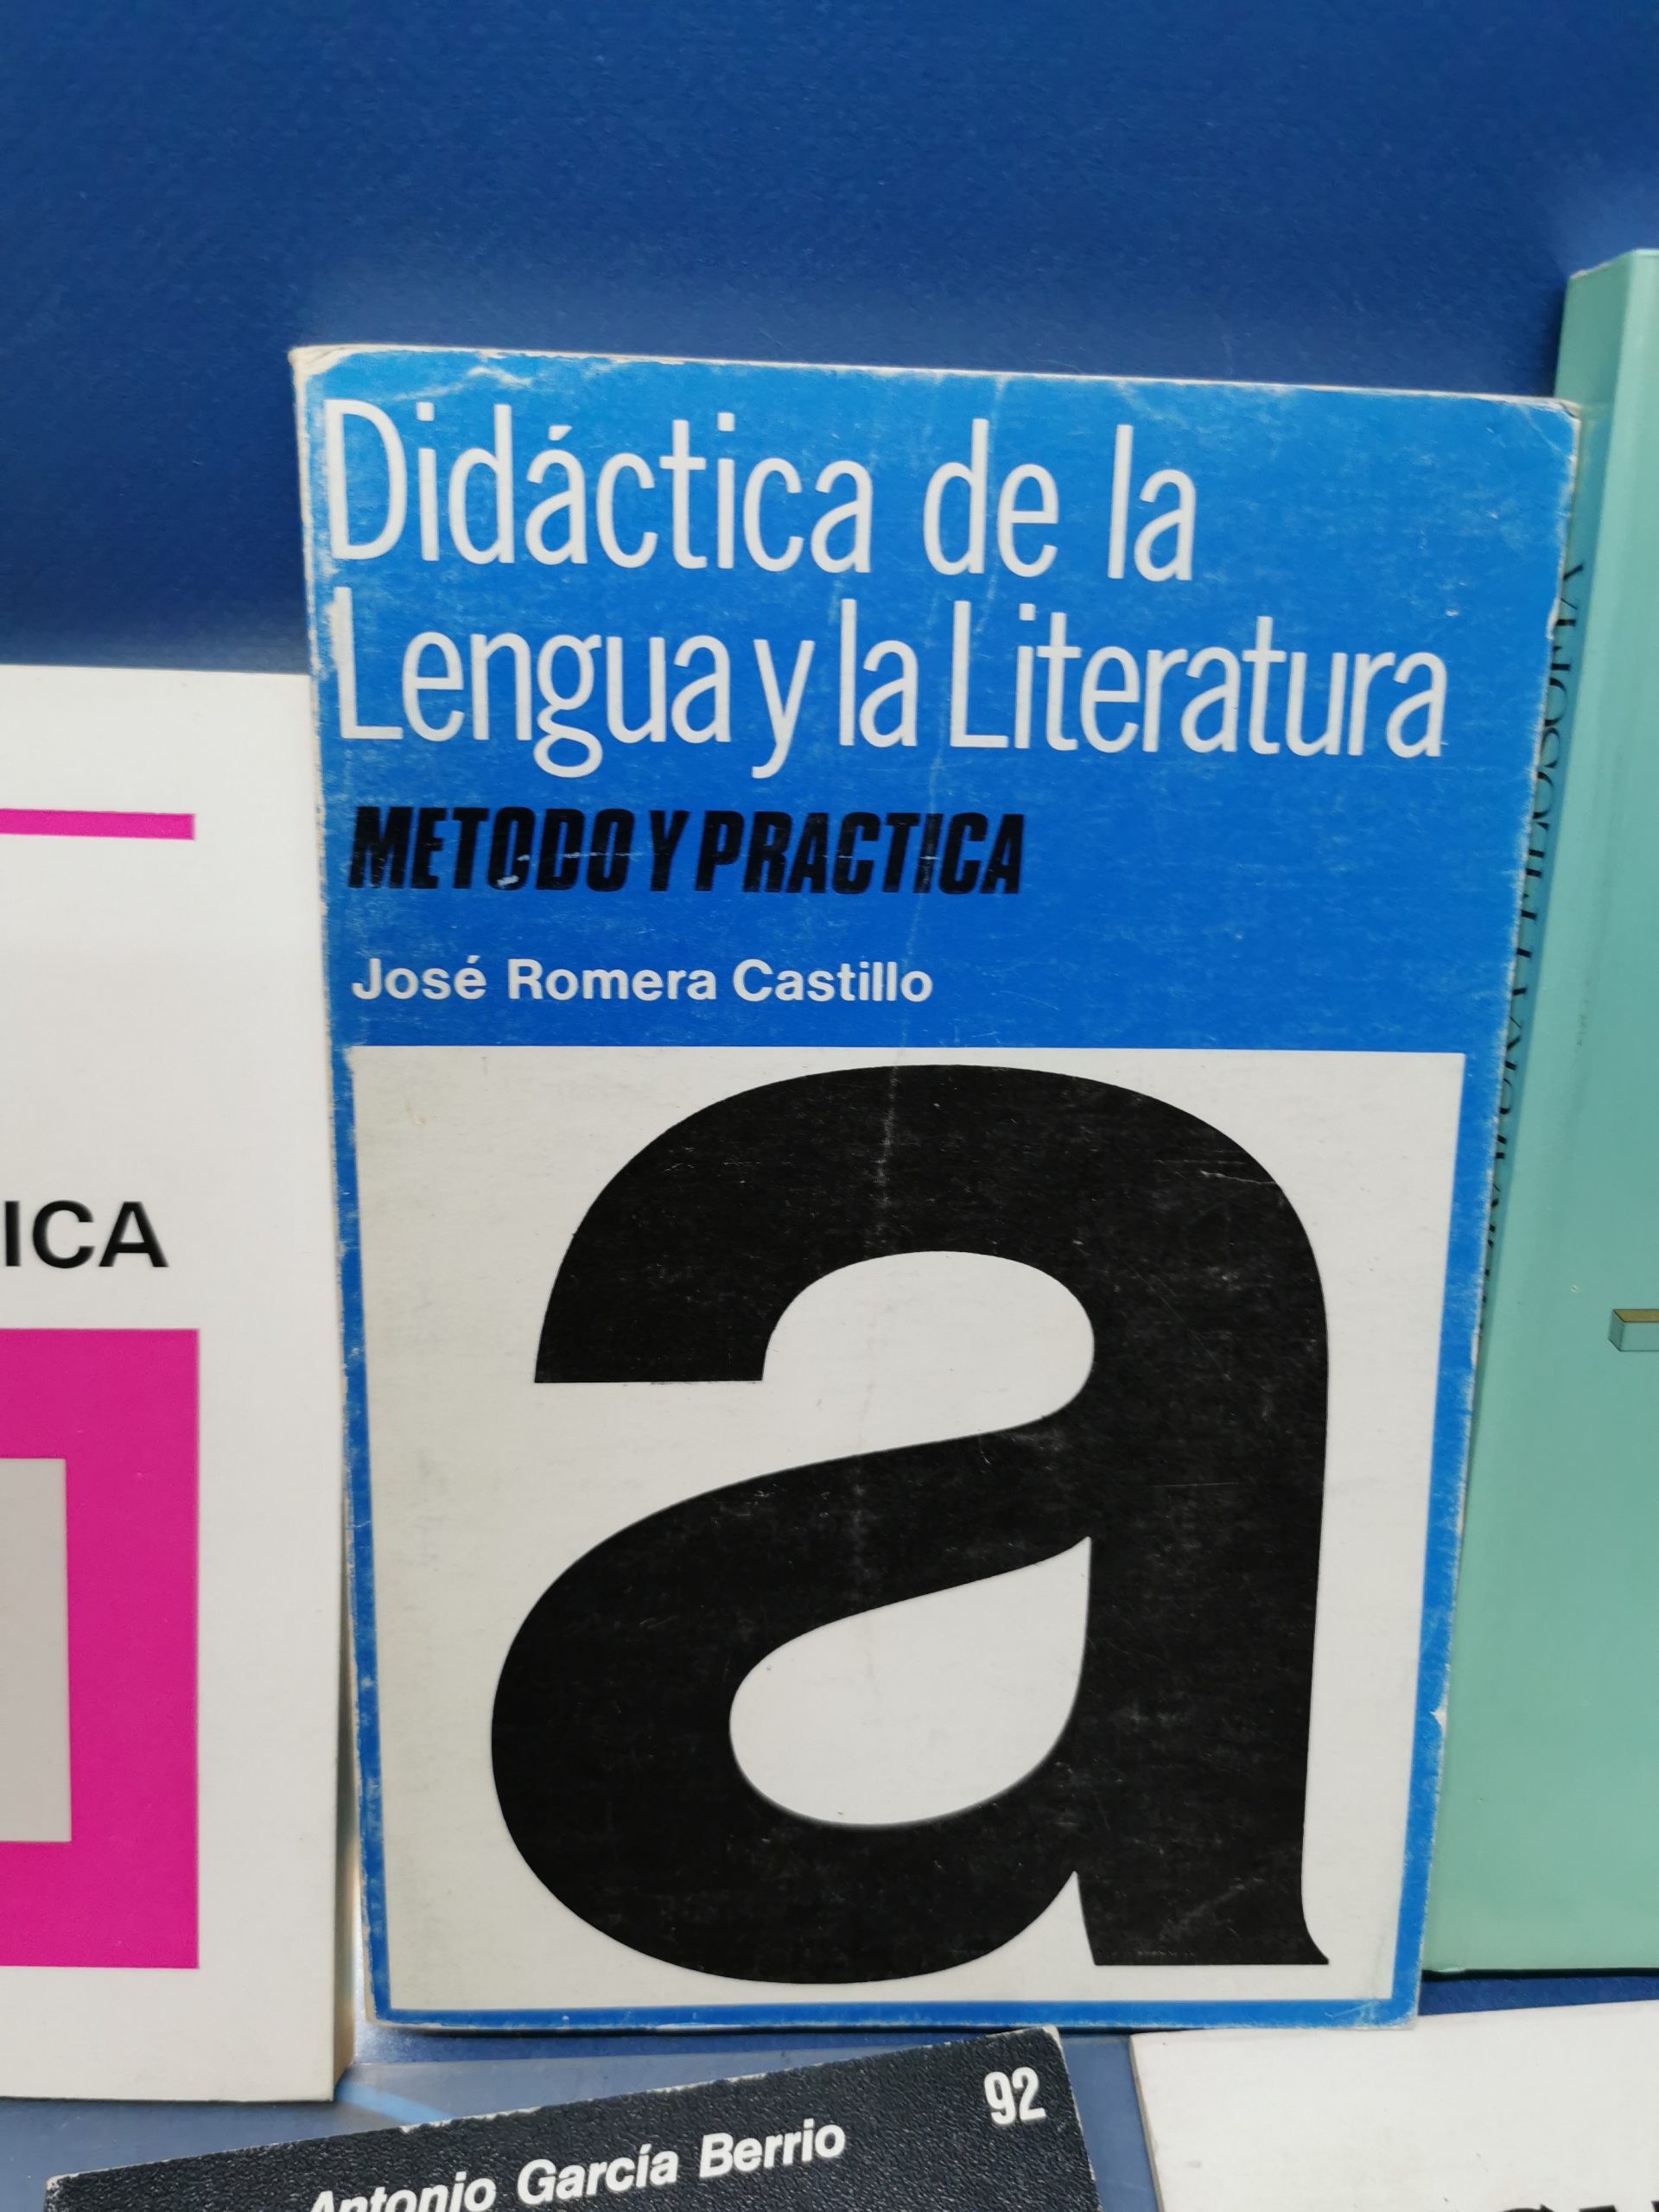 Didáctica de la
Lengua y la Literatura
METODO Y PRACTICA
José Romera Castillo
ICA
92
Antonio García Berrio